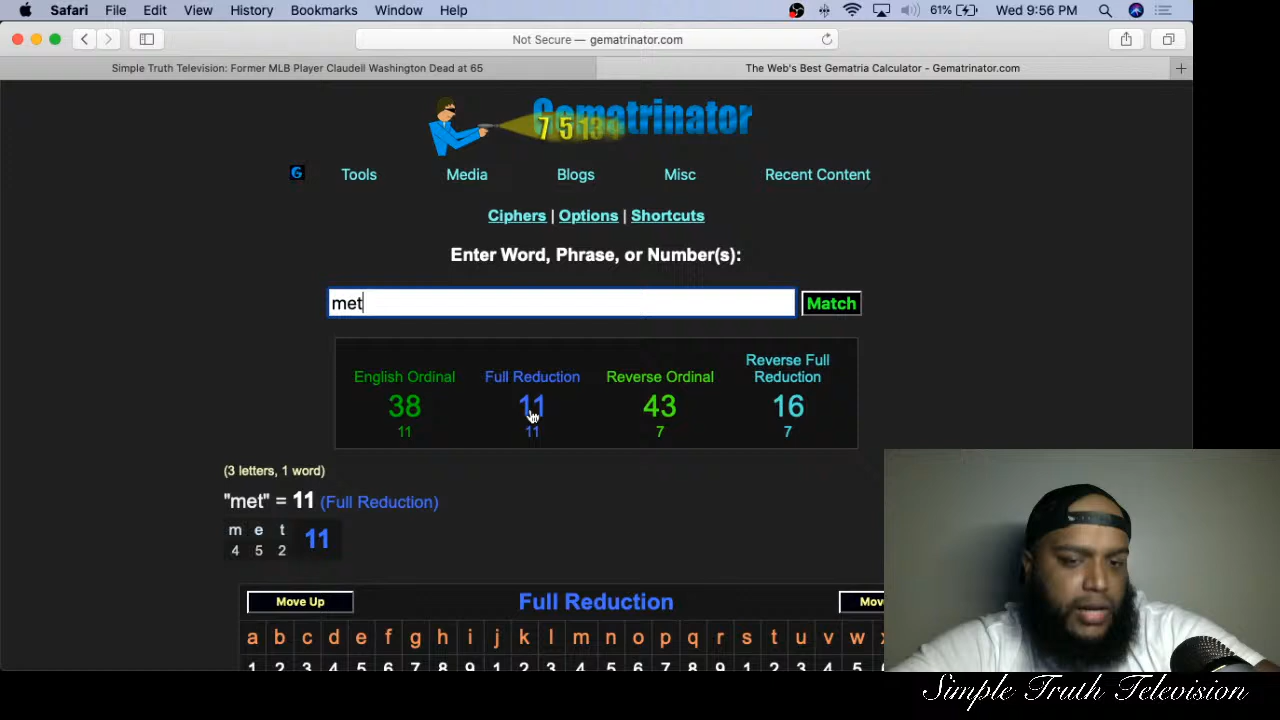 Safari File Edit View History Bookmarks Window Help 61% Wed 9:56 PM
Not Secure — gematrinator.com
Simple Truth Television: Former MLB Player Claudell Washington Dead at 65 The Web's Best Gematria Calculator - Gematrinator.com
Gematrinator
7 5 134
G Tools Media Blogs Misc Recent Content
Ciphers | Options | Shortcuts
Enter Word, Phrase, or Number(s):
met Match
English Ordinal Full Reduction Reverse Ordinal Reverse Full Reduction
38 11 43 16
11 11 7 7
(3 letters, 1 word)
"met" = 11 (Full Reduction)
m e t 11
4 5 2
Move Up Full Reduction
a b c d e f g h i j k l m n o p q r s t u v w
1 2 3 4 5 6 7 8 9 1 2 3 4 5 6 7 8 9 1 2 3 4 5
Simple Truth Television